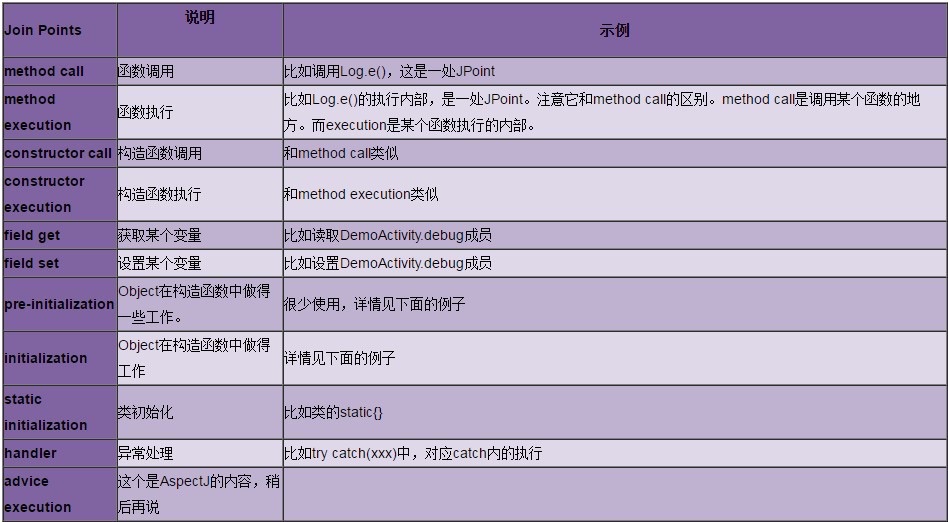 Join Points
说明
示例
method call
函数调用
比如调用Log.e()，这是一处JPoint
method
execution
函数执行
比如Log.e()的执行内部，是一处JPoint。注意它和method call的区别。method call是调用某个函数的地
方。而execution是某个函数执行的内部。
constructor call
构造函数调用
和method call类似
constructor
execution
构造函数执行
和method execution类似
field get
获取某个变量
比如读取DemoActivity.debug成员
field set
设置某个变量
比如设置DemoActivity.debug成员
pre-initialization
Object在构造函数中做得
一些工作。
很少使用，详情见下面的例子
initialization
Object在构造函数中做得
工作
详情见下面的例子
static
initialization
类初始化
比如类的static{}
handler
异常处理
比如try catch(xxx)中，对应catch内的执行
advice
execution
这个是AspectJ的内容，稍
后再说